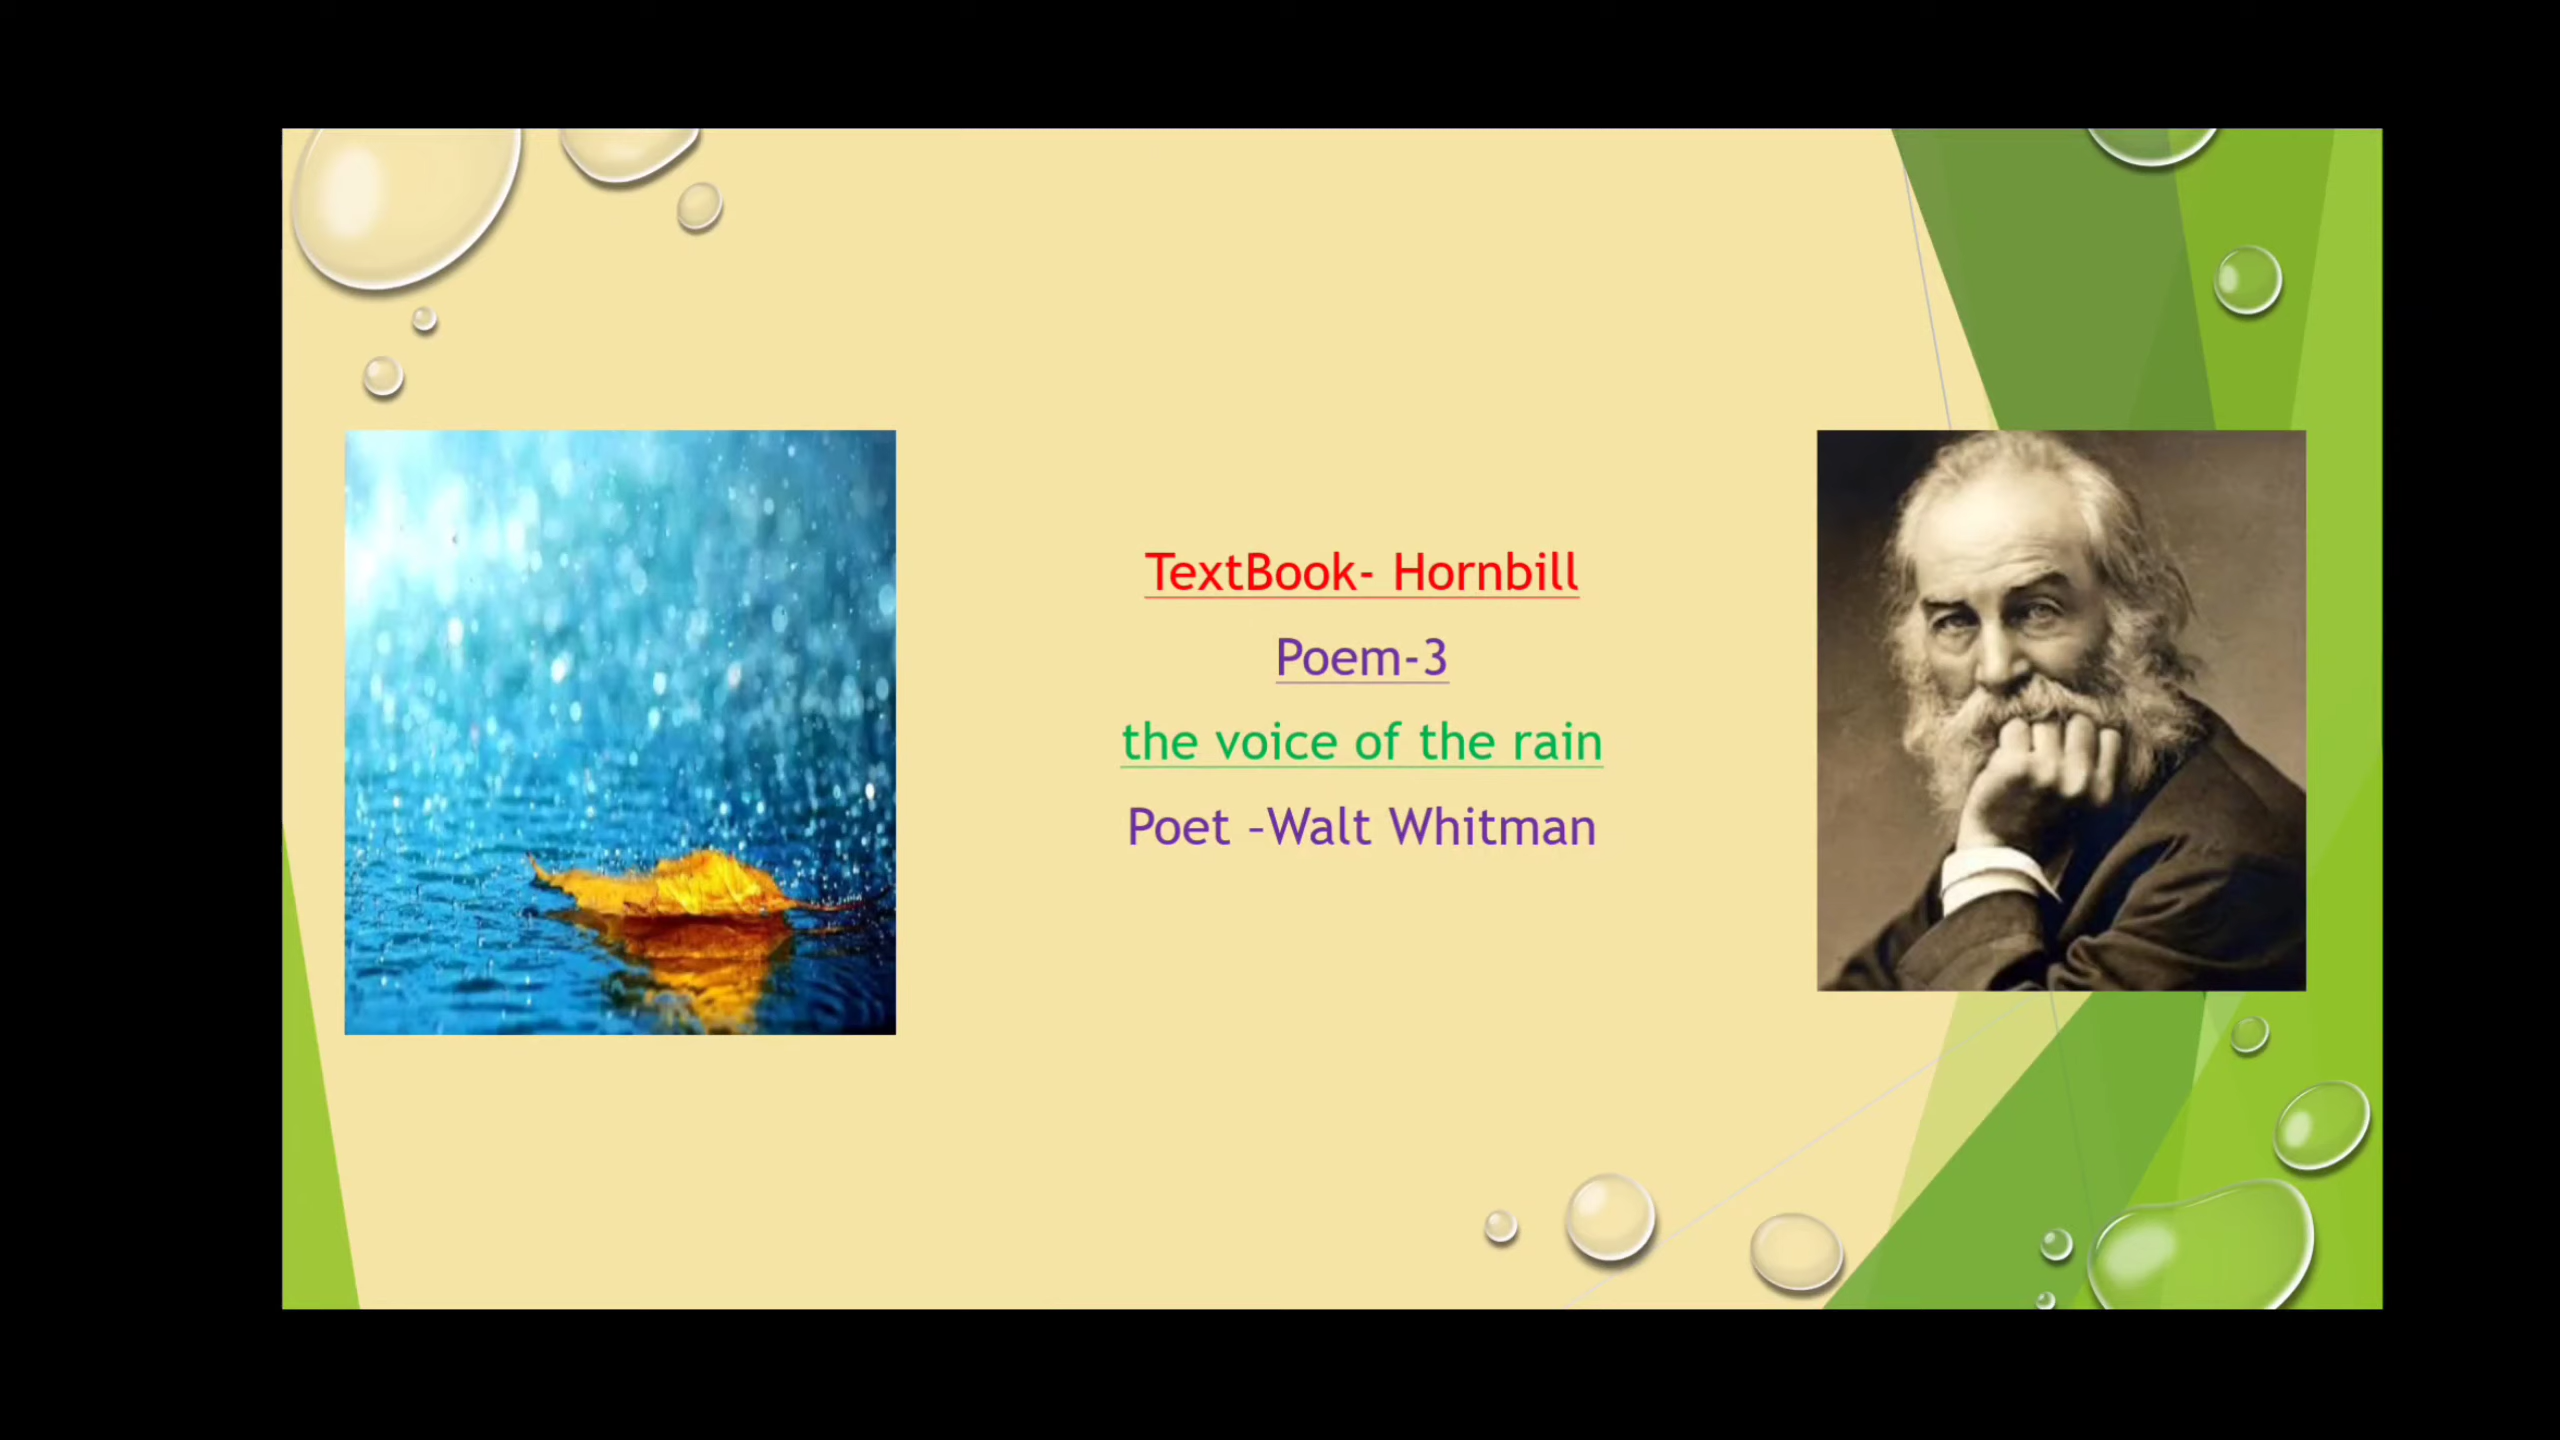 TextBook- Hornbill
Poem-3
the voice of the rain
Poet –Walt Whitman